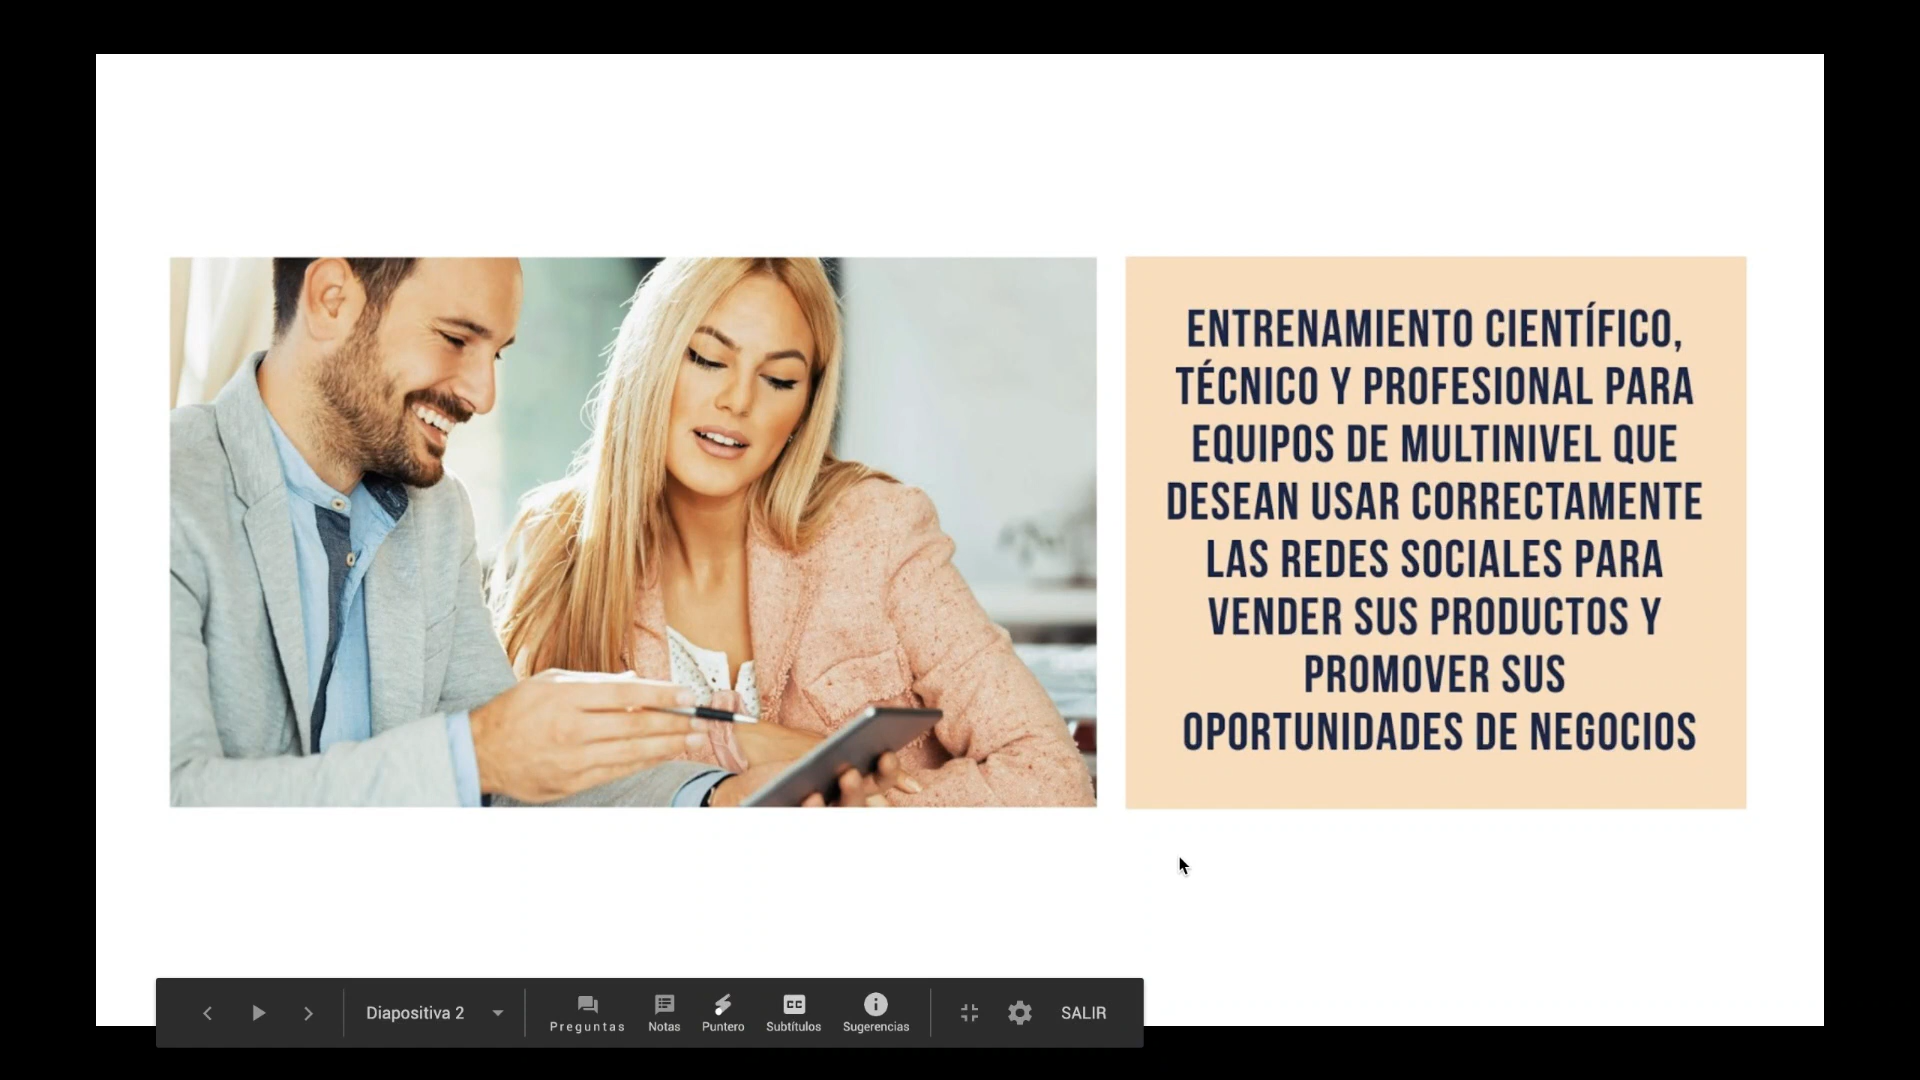 ENTRENAMIENTO CIENTÍFICO,
TÉCNICO Y PROFESIONAL PARA
EQUIPOS DE MULTINIVEL QUE
DESEAN USAR CORRECTAMENTE
LAS REDES SOCIALES PARA
VENDER SUS PRODUCTOS Y
PROMOVER SUS
OPORTUNIDADES DE NEGOCIOS
Diapositiva 2
Preguntas
Notas
Puntero
CC
Subtítulos
Sugerencias
SALIR